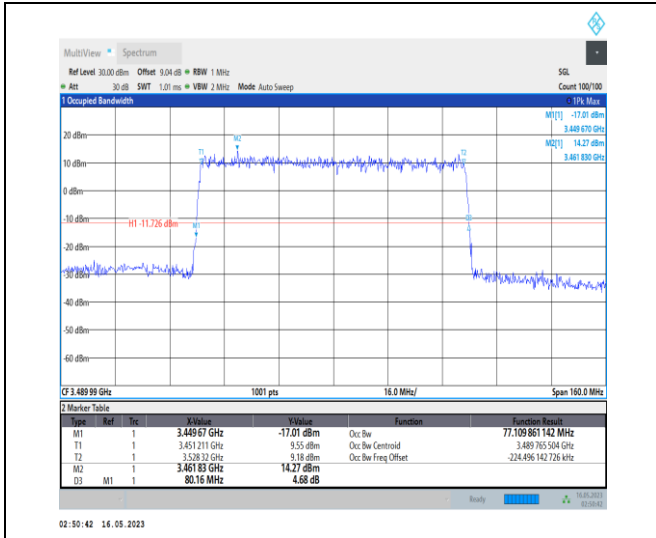 MultiView Spectrum
Ref Level 30.00 dBm Offset 9.04 dB RBW 1 MHz SGL
Att 30 dB SWT 1.01 ms VBW 2 MHz Mode Auto Sweep Count 100/100
1 Occupied Bandwidth 1Pk Max
M1[1] -17.01 dBm
3.449 670 GHz
M2[1] 14.27 dBm
3.461 830 GHz
20 dBm
M2
T1
T2
10 dBm
0 dBm
-10 dBm
H1 -11.726 dBm
M1
D3
-20 dBm
-30 dBm
-40 dBm
-50 dBm
-60 dBm
CF 3.489 99 GHz 1001 pts 16.0 MHz/ Span 160.0 MHz
2 Marker Table
Type Ref Trc X-Value Y-Value Function Function Result
M1 1 3.449 67 GHz -17.01 dBm Occ Bw 77.109 861 142 MHz
T1 1 3.451 211 GHz 9.55 dBm Occ Bw Centroid 3.489 765 504 GHz
T2 1 3.528 32 GHz 9.18 dBm Occ Bw Freq Offset -224.496 142 726 kHz
M2 1 3.461 83 GHz 14.27 dBm
D3 M1 1 80.16 MHz 4.68 dB
Ready 16.05.2023
02:50:42
02:50:42 16.05.2023